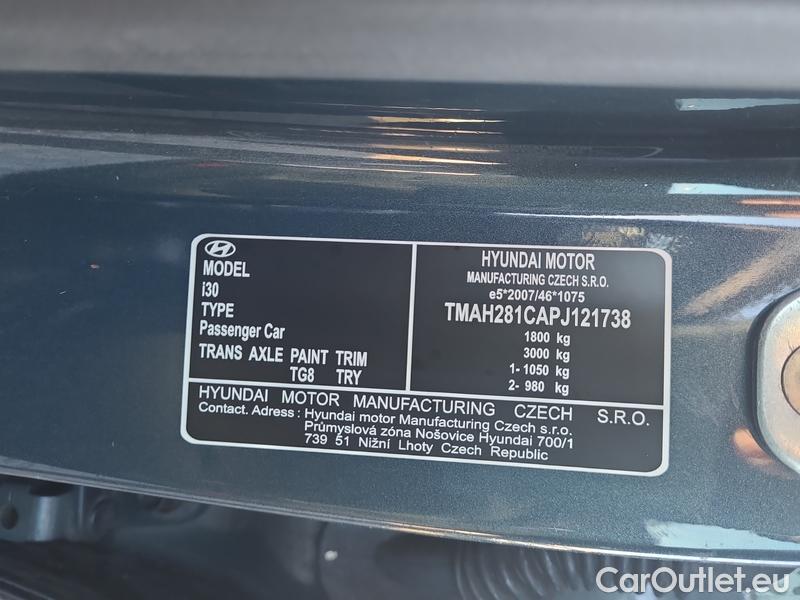 MODEL
i30
TYPE
Passenger Car
TRANS AXLE PAINT TRIM
TG8 TRY
HYUNDAI MOTOR
MANUFACTURING CZECH S.R.O.
e5*2007/46*1075
TMAH281CAPJ121738
1800 kg
3000 kg
1- 1050 kg
2- 980 kg
HYUNDAI MOTOR MANUFACTURING CZECH S.R.O.
Contact. Adress : Hyundai motor Manufacturing Czech s.r.o.
Průmyslová zóna Nošovice Hyundai 700/1
739 51 Nižní Lhoty Czech Republic
CarOutlet.eu